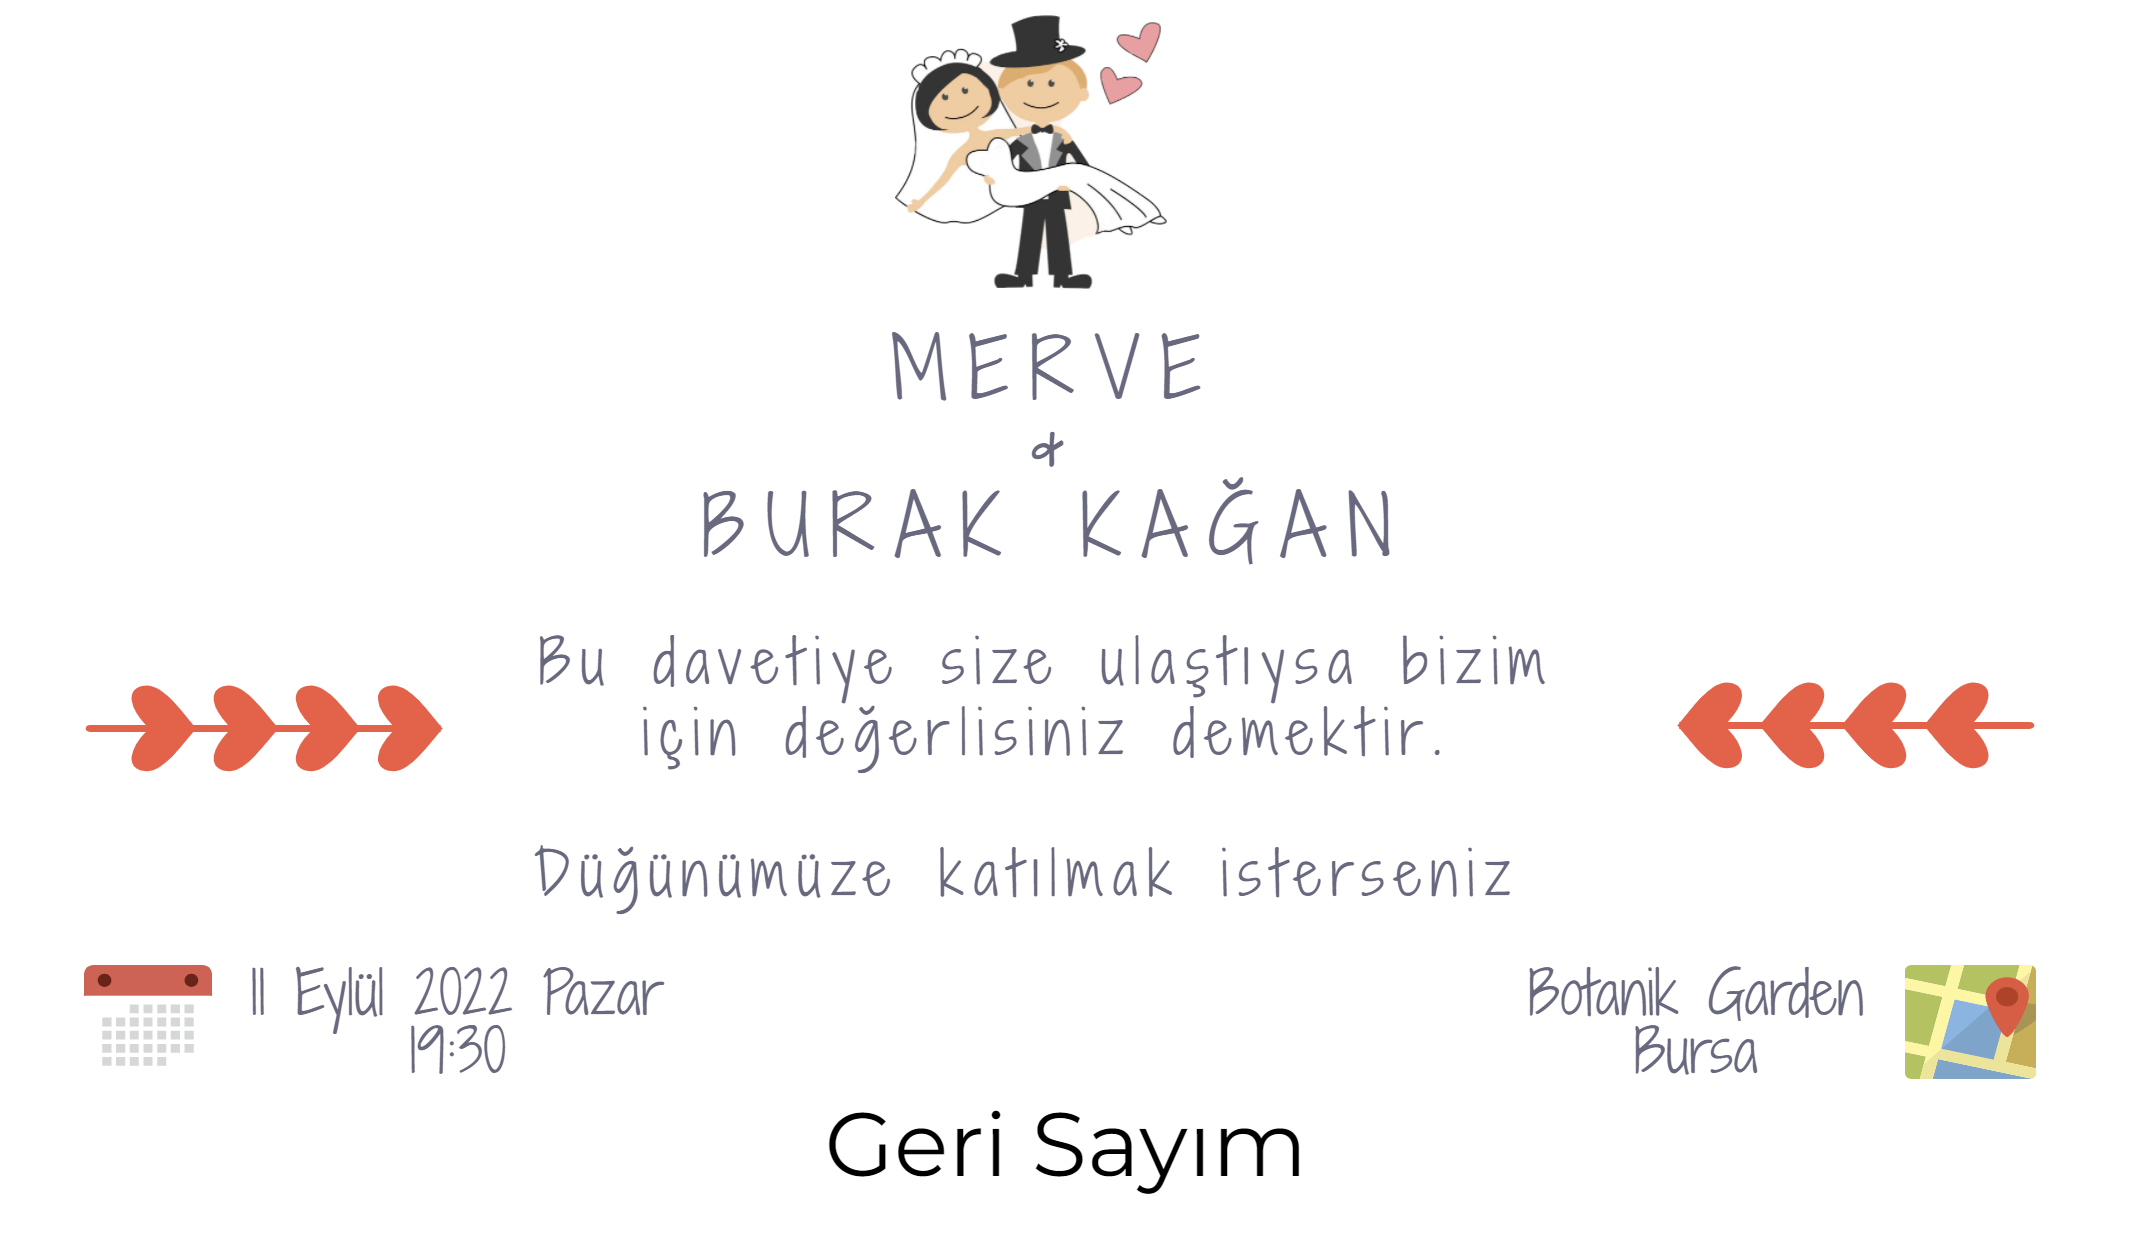 MERVE
&
BURAK KAĞAN
Bu davetiye size ulaştıysa bizim
için değerlisiniz demektir.
Düğünümüze katılmak isterseniz
11 Eylül 2022 Pazar
19:30
Botanik Garden
Bursa
Geri Sayım